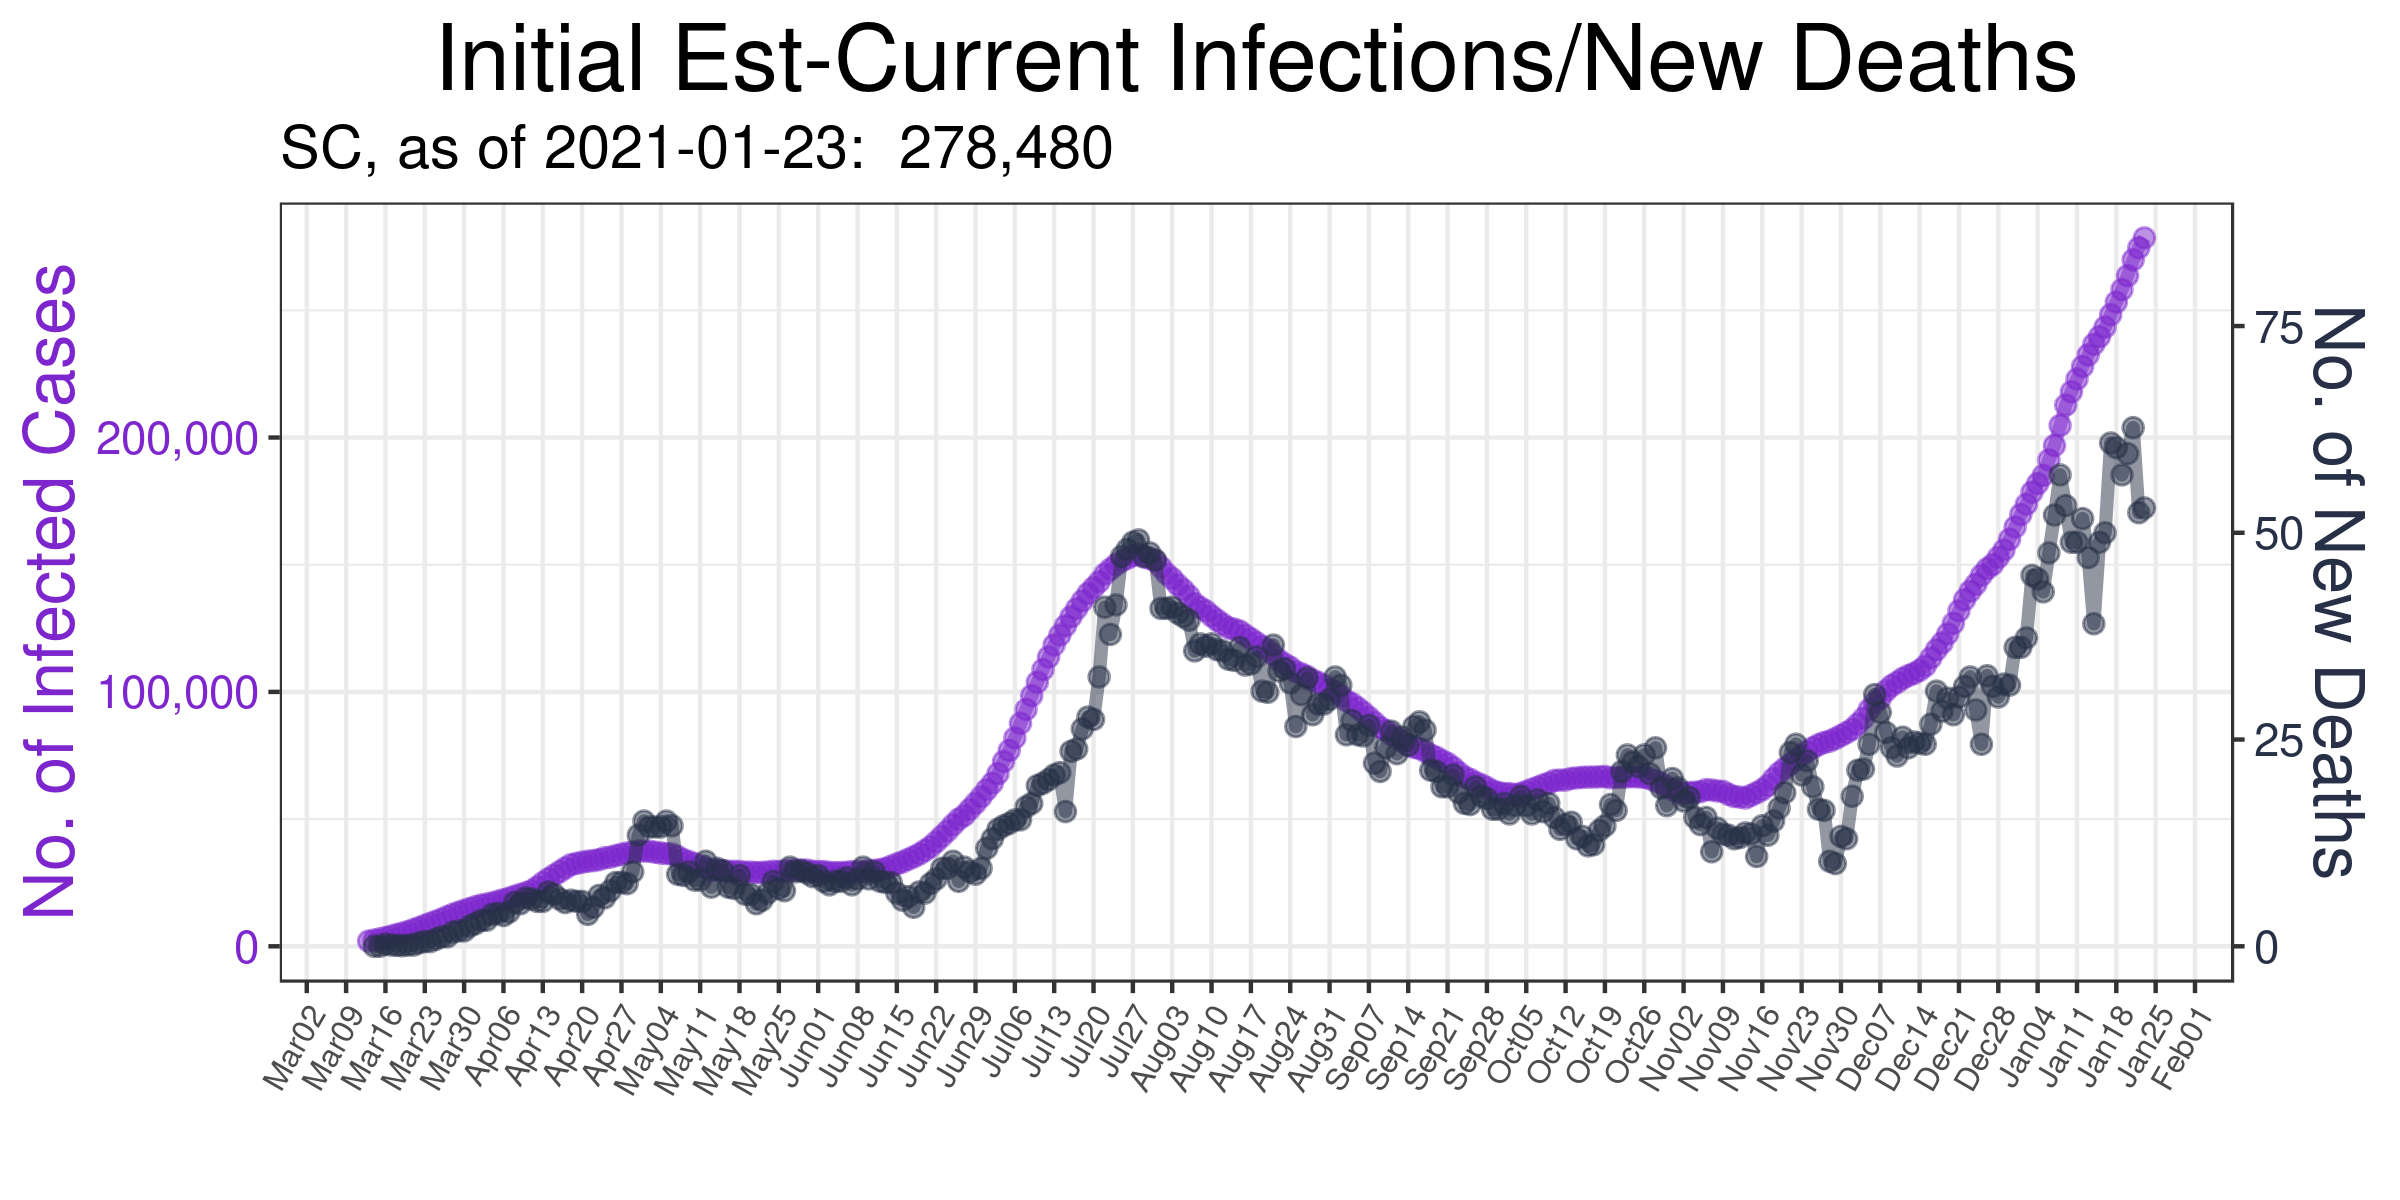 Initial Est-Current Infections/New Deaths
SC, as of 2021-01-23:  278,480
No. of Infected Cases
200,000
100,000
0
75
50
25
0
No. of New Deaths
Mar02
Mar09
Mar16
Mar23
Mar30
Apr06
Apr13
Apr20
Apr27
May04
May11
May18
May25
Jun01
Jun08
Jun15
Jun22
Jun29
Jul06
Jul13
Jul20
Jul27
Aug03
Aug10
Aug17
Aug24
Aug31
Sep07
Sep14
Sep21
Sep28
Oct05
Oct12
Oct19
Oct26
Nov02
Nov09
Nov16
Nov23
Nov30
Dec07
Dec14
Dec21
Dec28
Jan04
Jan11
Jan18
Jan25
Feb01